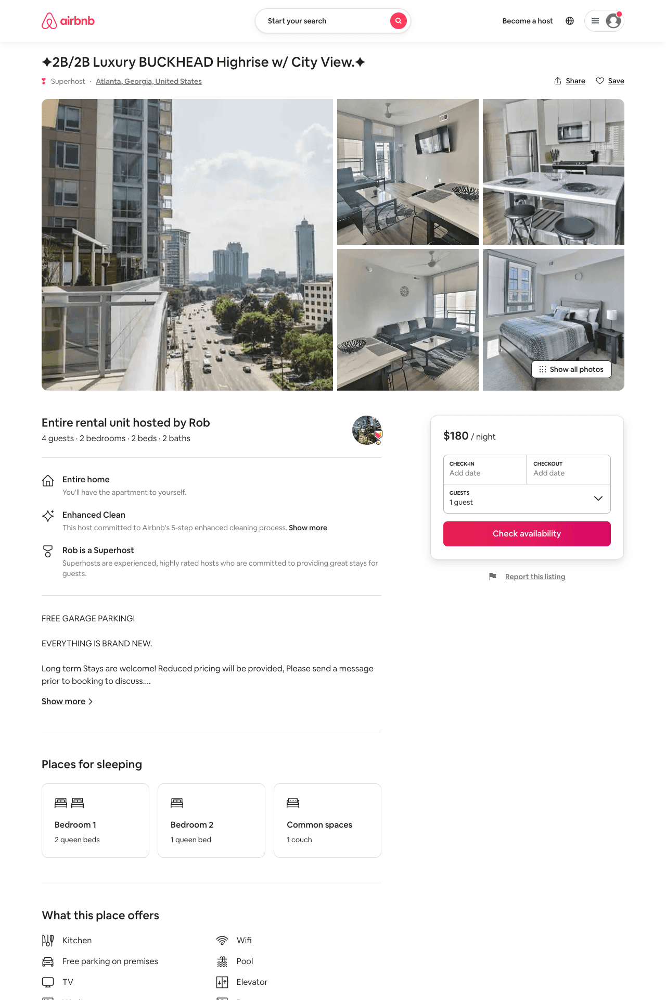 airbnb
Start your search
Become a host
✦2B/2B Luxury BUCKHEAD Highrise w/ City View.✦
Superhost · Atlanta, Georgia, United States
Share
Save
Show all photos
Entire rental unit hosted by Rob
4 guests · 2 bedrooms · 2 beds · 2 baths
Entire home
You’ll have the apartment to yourself.
Enhanced Clean
This host committed to Airbnb's 5-step enhanced cleaning process. Show more
Rob is a Superhost
Superhosts are experienced, highly rated hosts who are committed to providing great stays for
guests.
$180 / night
CHECK-IN
Add date
CHECKOUT
Add date
GUESTS
1 guest
Check availability
Report this listing
FREE GARAGE PARKING!
EVERYTHING IS BRAND NEW.
Long term Stays are welcome! Reduced pricing will be provided, Please send a message
prior to booking to discuss....
Show more
Places for sleeping
Bedroom 1
2 queen beds
Bedroom 2
1 queen bed
Common spaces
1 couch
What this place offers
Kitchen
Wifi
Free parking on premises
Pool
TV
Elevator